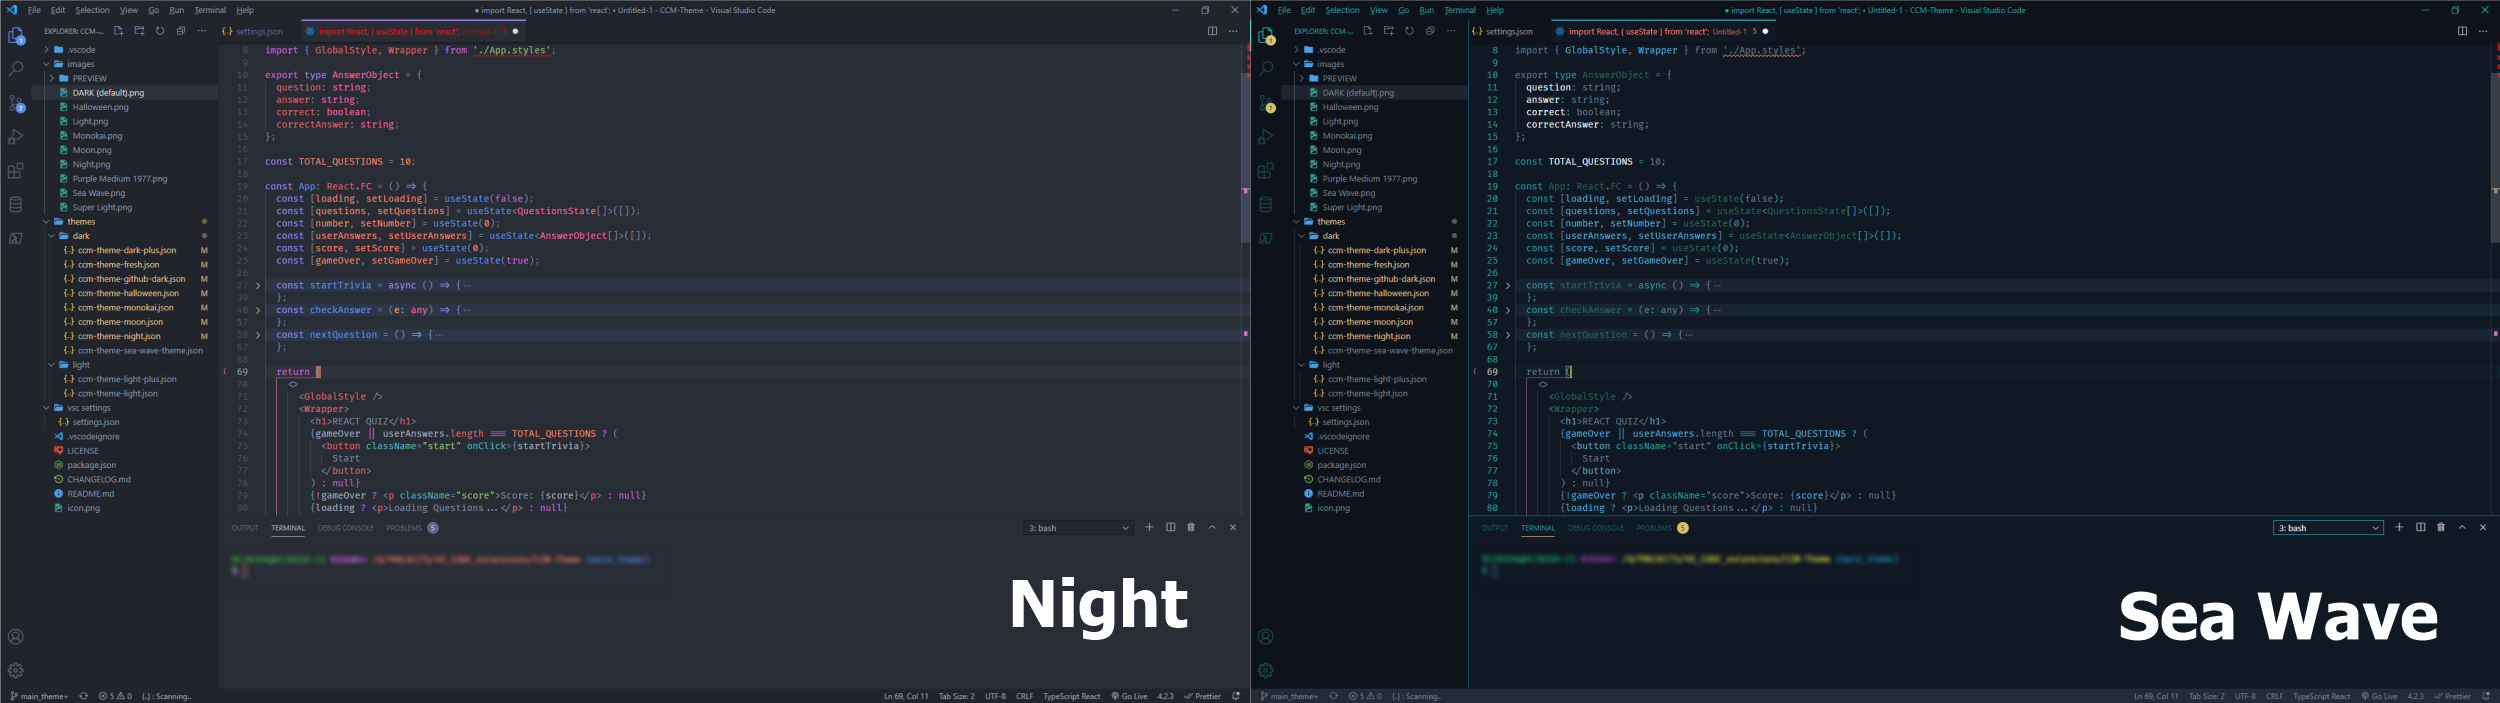 File Edit Selection View Go Run Terminal Help
● import React, { useState } from 'react'; • Untitled-1 - CCM-Theme - Visual Studio Code
EXPLORER: CCM-...
.vscode
images
PREVIEW
DARK (default).png
Halloween.png
Light.png
Monokai.png
Moon.png
Night.png
Purple Medium 1977.png
Sea Wave.png
Super Light.png
themes
dark
{..} ccm-theme-dark-plus.json M
{..} ccm-theme-fresh.json M
{..} ccm-theme-github-dark.json M
{..} ccm-theme-halloween.json M
{..} ccm-theme-monokai.json M
{..} ccm-theme-moon.json M
{..} ccm-theme-night.json M
{..} ccm-theme-sea-wave-theme.json
light
{..} ccm-theme-light-plus.json
{..} ccm-theme-light.json
vsc settings
{..} settings.json
.vscodeignore
LICENSE
package.json
CHANGELOG.md
README.md
icon.png
1
7
{..} settings.json
import React, { useState } from 'react'; Untitled-1 5 ●
8 import { GlobalStyle, Wrapper } from './App.styles';
9
10 export type AnswerObject = {
11 question: string;
12 answer: string;
13 correct: boolean;
14 correctAnswer: string;
15 };
16
17 const TOTAL_QUESTIONS = 10;
18
19 const App: React.FC = () => {
20 const [loading, setLoading] = useState(false);
21 const [questions, setQuestions] = useState<QuestionsState[]>([]);
22 const [number, setNumber] = useState(0);
23 const [userAnswers, setUserAnswers] = useState<AnswerObject[]>([]);
24 const [score, setScore] = useState(0);
25 const [gameOver, setGameOver] = useState(true);
26
27 const startTrivia = async () => {···
39 };
40 const checkAnswer = (e: any) => {···
57 };
58 const nextQuestion = () => {···
67 };
68
69 return (
70 <>
71 <GlobalStyle />
72 <Wrapper>
73 <h1>REACT QUIZ</h1>
74 {gameOver || userAnswers.length === TOTAL_QUESTIONS ? (
75 <button className="start" onClick={startTrivia}>
76 Start
77 </button>
78 ) : null}
79 {!gameOver ? <p className="score">Score: {score}</p> : null}
80 {loading ? <p>Loading Questions...</p> : null}
OUTPUT TERMINAL DEBUG CONSOLE PROBLEMS 5
3: bash
Night
main_theme+ 5 0 {..} : Scanning..
Ln 69, Col 11 Tab Size: 2 UTF-8 CRLF TypeScript React Go Live 4.2.3 Prettier
File Edit Selection View Go Run Terminal Help
● import React, { useState } from 'react'; • Untitled-1 - CCM-Theme - Visual Studio Code
EXPLORER: CCM-...
.vscode
images
PREVIEW
DARK (default).png
Halloween.png
Light.png
Monokai.png
Moon.png
Night.png
Purple Medium 1977.png
Sea Wave.png
Super Light.png
themes
dark
{..} ccm-theme-dark-plus.json M
{..} ccm-theme-fresh.json M
{..} ccm-theme-github-dark.json M
{..} ccm-theme-halloween.json M
{..} ccm-theme-monokai.json M
{..} ccm-theme-moon.json M
{..} ccm-theme-night.json M
{..} ccm-theme-sea-wave-theme.json
light
{..} ccm-theme-light-plus.json
{..} ccm-theme-light.json
vsc settings
{..} settings.json
.vscodeignore
LICENSE
package.json
CHANGELOG.md
README.md
icon.png
1
7
{..} settings.json
import React, { useState } from 'react'; Untitled-1 5 ●
8 import { GlobalStyle, Wrapper } from './App.styles';
9
10 export type AnswerObject = {
11 question: string;
12 answer: string;
13 correct: boolean;
14 correctAnswer: string;
15 };
16
17 const TOTAL_QUESTIONS = 10;
18
19 const App: React.FC = () => {
20 const [loading, setLoading] = useState(false);
21 const [questions, setQuestions] = useState<QuestionsState[]>([]);
22 const [number, setNumber] = useState(0);
23 const [userAnswers, setUserAnswers] = useState<AnswerObject[]>([]);
24 const [score, setScore] = useState(0);
25 const [gameOver, setGameOver] = useState(true);
26
27 const startTrivia = async () => {···
39 };
40 const checkAnswer = (e: any) => {···
57 };
58 const nextQuestion = () => {···
67 };
68
69 return (
70 <>
71 <GlobalStyle />
72 <Wrapper>
73 <h1>REACT QUIZ</h1>
74 {gameOver || userAnswers.length === TOTAL_QUESTIONS ? (
75 <button className="start" onClick={startTrivia}>
76 Start
77 </button>
78 ) : null}
79 {!gameOver ? <p className="score">Score: {score}</p> : null}
80 {loading ? <p>Loading Questions...</p> : null}
OUTPUT TERMINAL DEBUG CONSOLE PROBLEMS 5
3: bash
Sea Wave
main_theme+ 5 0 {..} : Scanning..
Ln 69, Col 11 Tab Size: 2 UTF-8 CRLF TypeScript React Go Live 4.2.3 Prettier